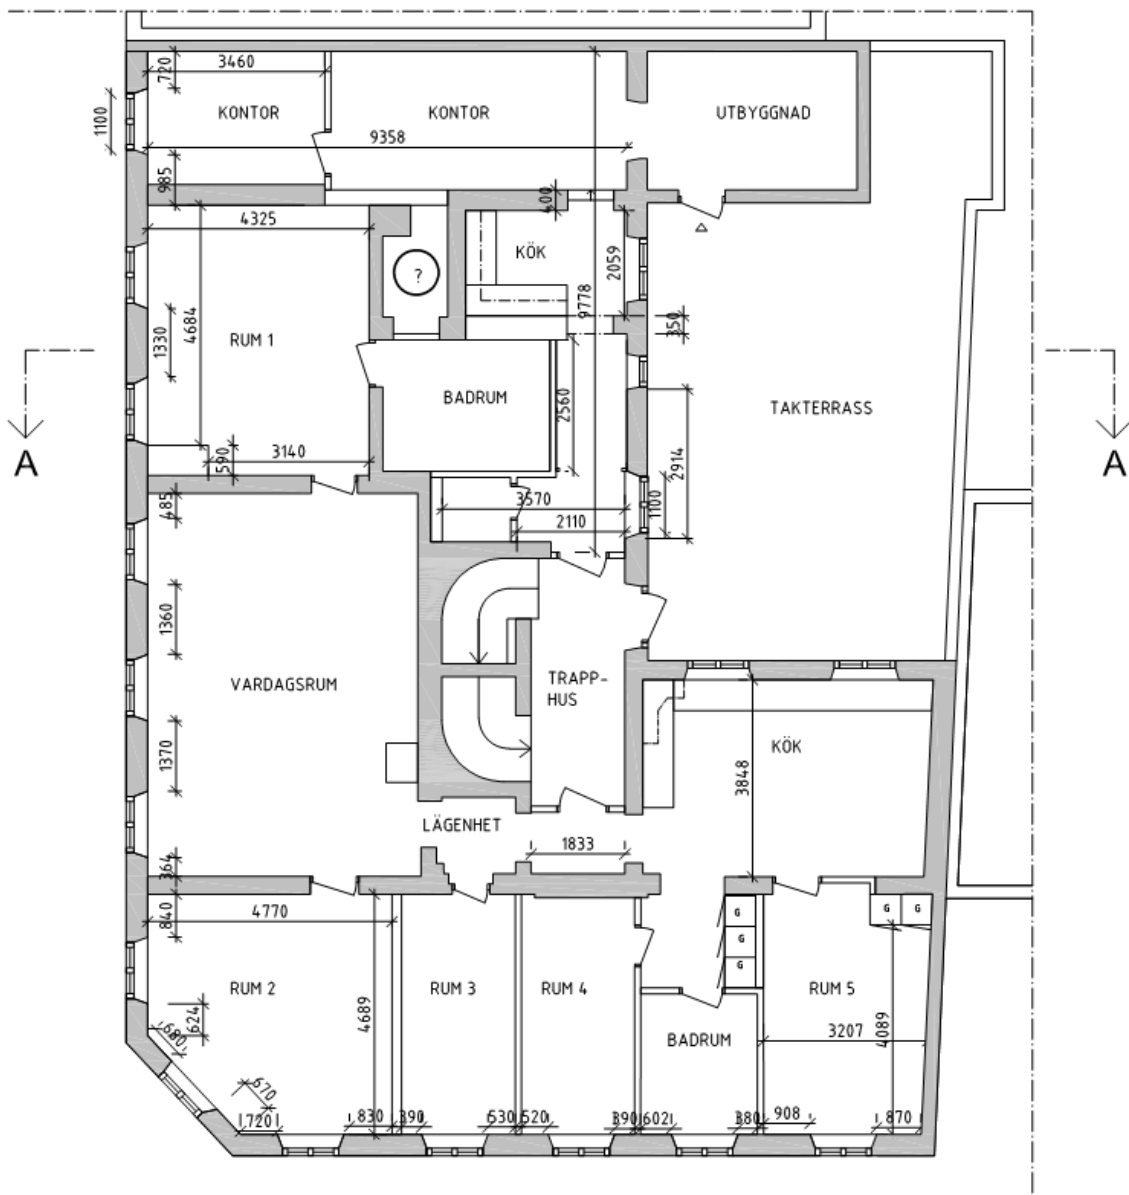 720
3460
KONTOR
KONTOR
UTBYGGNAD
1100
9358
985
400
4325
KÖK
2059
?
9778
4684
1330
RUM 1
350
BADRUM
TAKTERRASS
2560
A
A
590
3140
2914
485
3570
1100
2110
1360
VARDAGSRUM
TRAPP-
HUS
1370
KÖK
3848
LÄGENHET
1833
364
840
4770
G
G
G
G
G
RUM 2
RUM 3
RUM 4
RUM 5
624
680
4689
BADRUM
3207
4089
670
1720
830
390
530
520
390
602
380
908
870